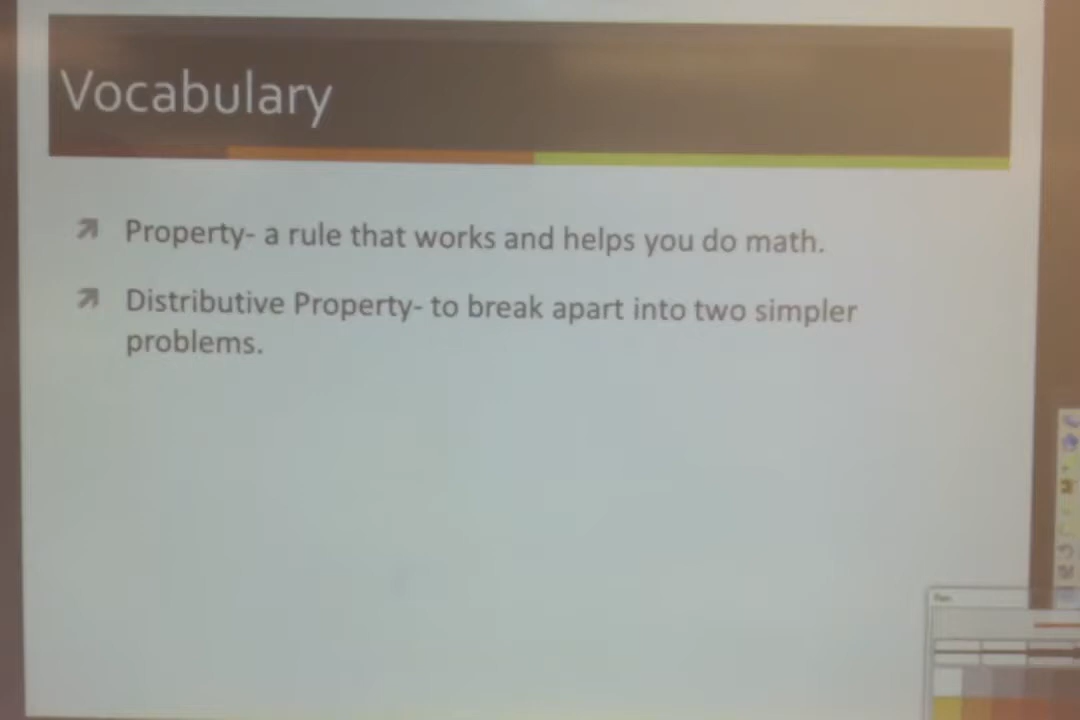 Vocabulary
Property- a rule that works and helps you do math.
Distributive Property- to break apart into two simpler
problems.